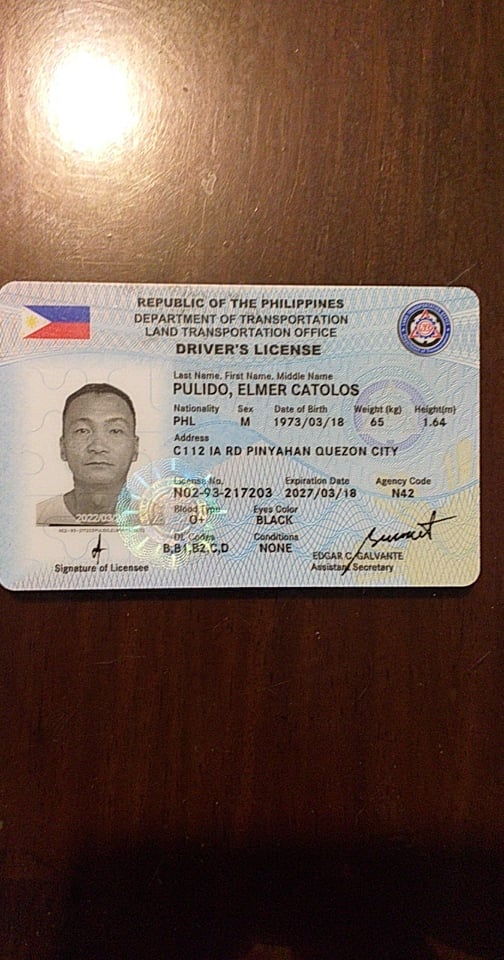 REPUBLIC OF THE PHILIPPINES
DEPARTMENT OF TRANSPORTATION
LAND TRANSPORTATION OFFICE
DRIVER'S LICENSE
Last Name, First Name, Middle Name
PULIDO, ELMER CATOLOS
Nationality Sex Date of Birth Weight (kg) Height(m)
PHL M 1973/03/18 65 1.64
Address
C112 IA RD PINYAHAN QUEZON CITY
License No. Expiration Date Agency Code
N02-93-217203 2027/03/18 N42
Blood Type Eyes Color
O+ BLACK
DL Codes Conditions
B,B1,B2,C,D NONE
2022/03/
Signature of Licensee
EDGAR C. GALVANTE
Assistant Secretary